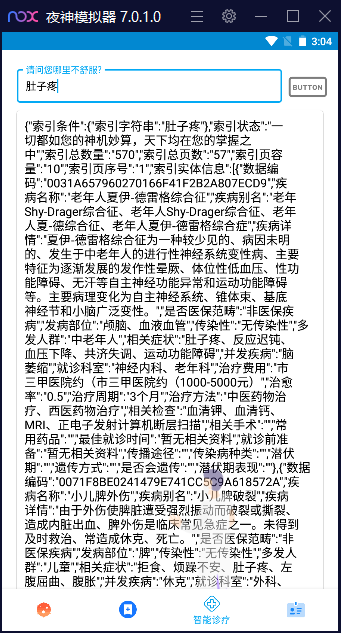 nox 夜神模拟器 7.0.1.0
3:04
请问您哪里不舒服?
肚子疼
BUTTON
{"索引条件":{"索引字符串":"肚子疼"},"索引状态":"一
切都如您的神机妙算，天下均在您的掌握之
中","索引总数量":"570","索引总页数":"57","索引页容
量":"10","索引页序号":"1","索引实体信息":[{"数据编
码":"0031A657960270166F41F2B2A807ECD9","疾
病名称":"老年人夏伊-德雷格综合征","疾病别名":"老年
Shy-Drager综合征、老年人Shy-Drager综合征、老年
人夏-德综合征、老年人夏伊-德雷格综合症","疾病详
情":"夏伊-德雷格综合征为一种较少见的、病因未明
的、发生于中老年人的进行性神经系统变性病、主要
特征为逐渐发展的发作性晕厥、体位性低血压、性功
能障碍、无汗等自主神经功能异常和运动功能障碍
等。主要病理变化为自主神经系统、锥体束、基底
神经节和小脑广泛变性。","是否医保范畴":"非医保疾
病","发病部位":"颅脑、血液血管","传染性":"无传染性","多
发人群":"中老年人","相关症状":"肚子疼、反应迟钝、
血压下降、共济失调、运动功能障碍","并发疾病":"脑
萎缩","就诊科室":"神经内科、老年科","治疗费用":"市
三甲医院约（市三甲医院约（1000-5000元）","治愈
率":"0.5","治疗周期":"3个月","治疗方法":"中医药物治
疗、西医药物治疗","相关检查":"血清钾、血清钙、
MRI、正电子发射计算机断层扫描","相关手术":"","常
用药品":"","最佳就诊时间":"暂无相关资料","就诊前准
备":"暂无相关资料","传播途径":"","传染病种类":"","潜伏
期":"","遗传方式":"","是否会遗传":"","潜伏期表现":""},{"数据编
码":"0071F8BE0241479E741CC5C9A618572A","疾
病名称":"小儿脾外伤","疾病别名":"小儿脾破裂","疾病
详情":"由于外伤使脾脏遭受强烈振动而破裂或撕裂、
造成内脏出血、脾外伤是临床常见急症之一。未得到
及时救治、常造成休克、死亡。","是否医保范畴":"非
医保疾病","发病部位":"脾","传染性":"无传染性","多发人
群":"儿童","相关症状":"拒食、烦躁不安、肚子疼、左
腹屈曲、腹胀","并发疾病":"休克","就诊科室":"外科、
智能诊疗